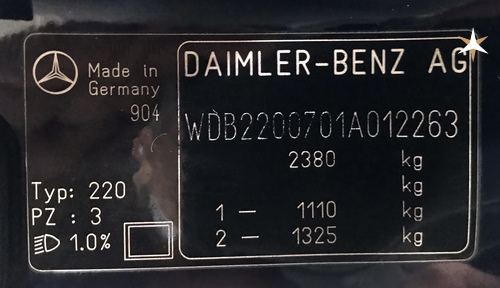 Made in
Germany
904
Typ: 220
PZ : 3
1.0%
DAIMLER-BENZ AG
WDB2200701A012263
2380 kg
kg
1 – 1110 kg
2 – 1325 kg